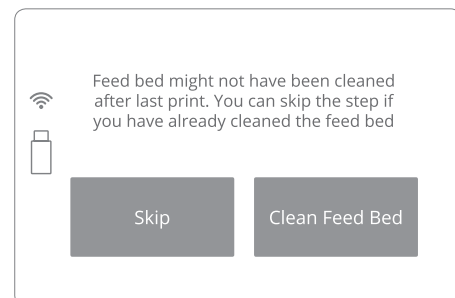 Feed bed might not have been cleaned
after last print. You can skip the step if
you have already cleaned the feed bed
Skip
Clean Feed Bed